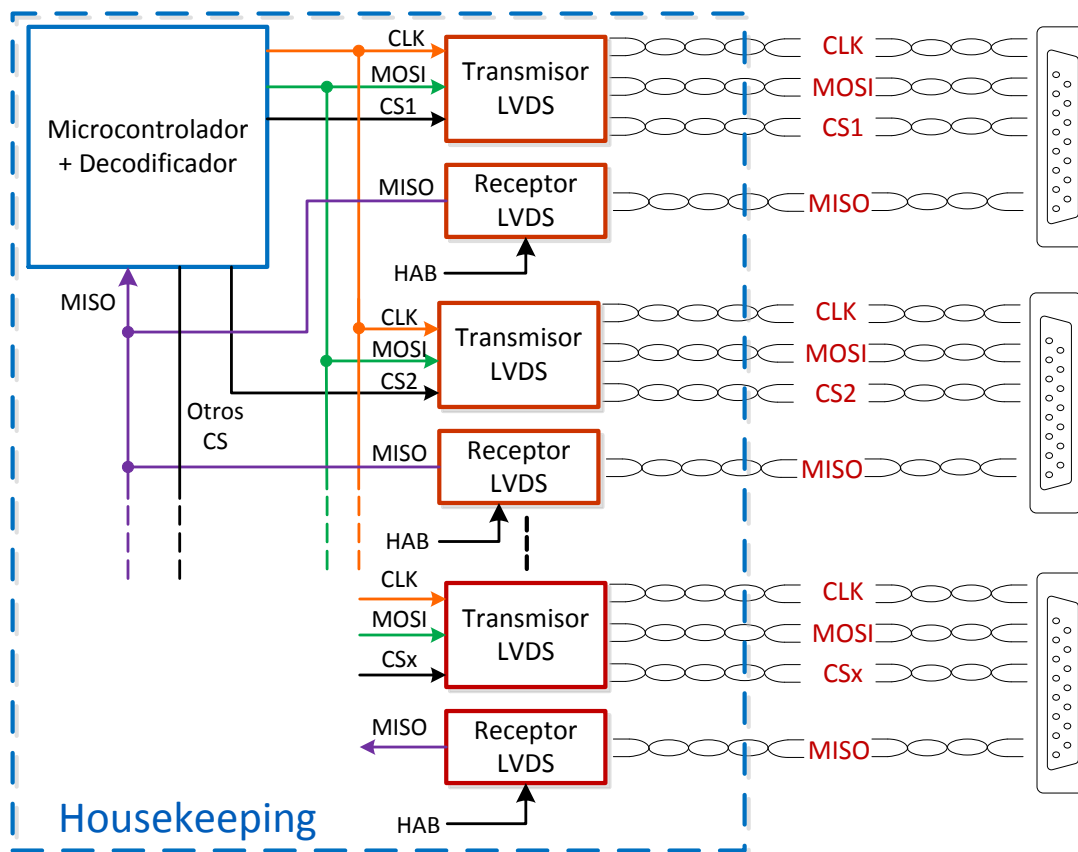 Microcontrolador
+ Decodificador
CLK
MOSI
CS1
Transmisor
LVDS
CLK
MOSI
CS1
MISO
Receptor
LVDS
MISO
HAB
MISO
Otros
CS
CLK
MOSI
CS2
Transmisor
LVDS
CLK
MOSI
CS2
MISO
Receptor
LVDS
MISO
HAB
CLK
MOSI
CSx
Transmisor
LVDS
CLK
MOSI
CSx
MISO
Receptor
LVDS
MISO
HAB
Housekeeping